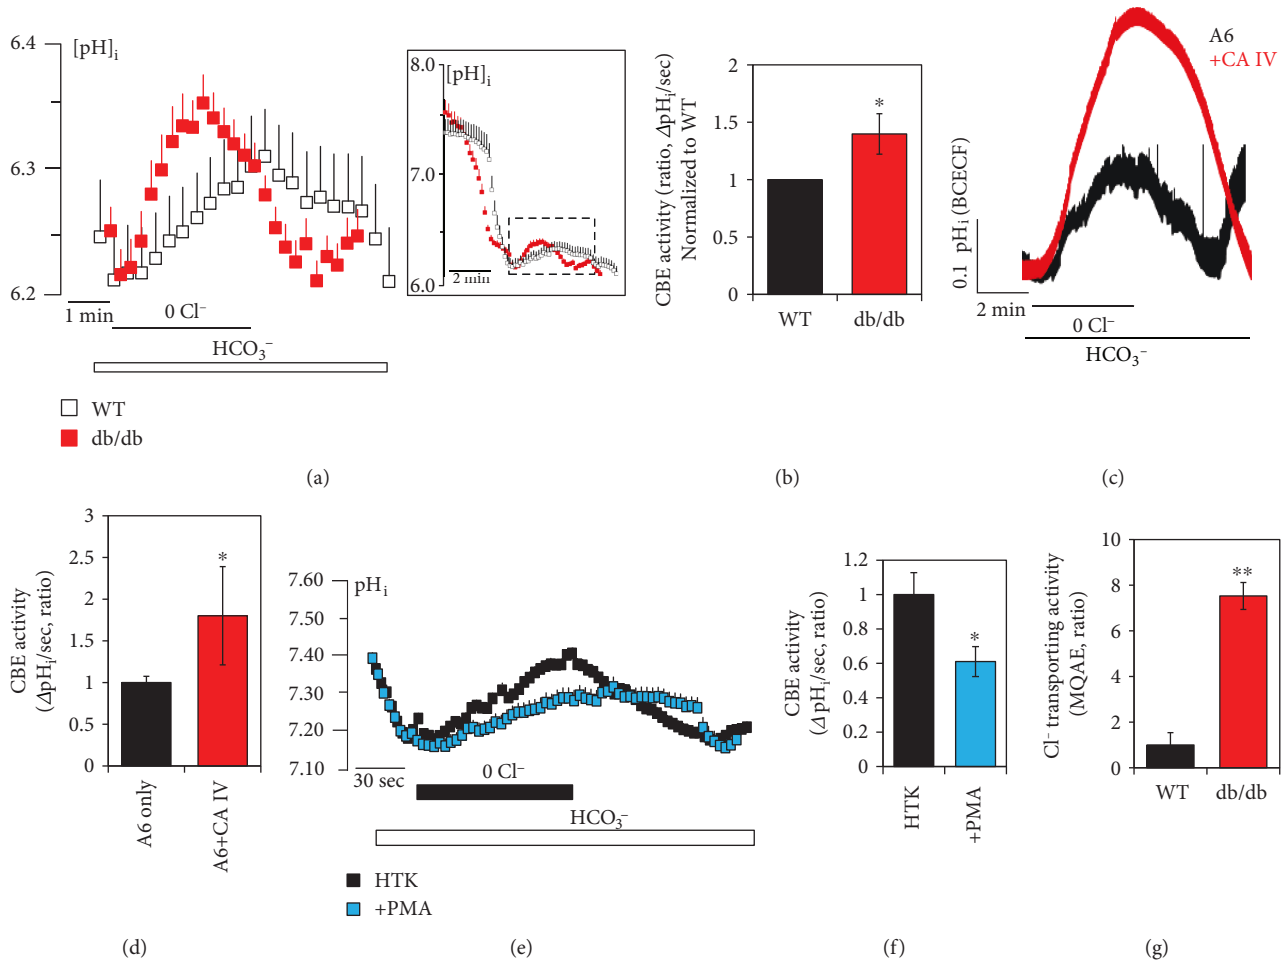 [pH]i
6.4
6.3
6.2
1 min
0 Cl⁻
HCO₃⁻
WT
db/db
[pH]i
8.0
7.0
6.0
2 min
(a)
CBE activity (ratio, ΔpHᵢ/sec)
Normalized to WT
2
1.5
1
0.5
0
*
WT
db/db
(b)
A6
+CA IV
0.1 pHᵢ (BCECF)
2 min
0 Cl⁻
HCO₃⁻
(c)
CBE activity
(ΔpHᵢ/sec, ratio)
3
2.5
2
1.5
1
0.5
0
*
A6 only
A6+CA IV
(d)
pHᵢ
7.60
7.50
7.40
7.30
7.20
7.10
30 sec
0 Cl⁻
HCO₃⁻
HTK
+PMA
(e)
CBE activity
(ΔpHᵢ/sec, ratio)
1.2
1
0.8
0.6
0.4
0.2
0
*
HTK
+PMA
(f)
Cl⁻ transporting activity
(MQAE, ratio)
10
8
6
4
2
0
**
WT
db/db
(g)